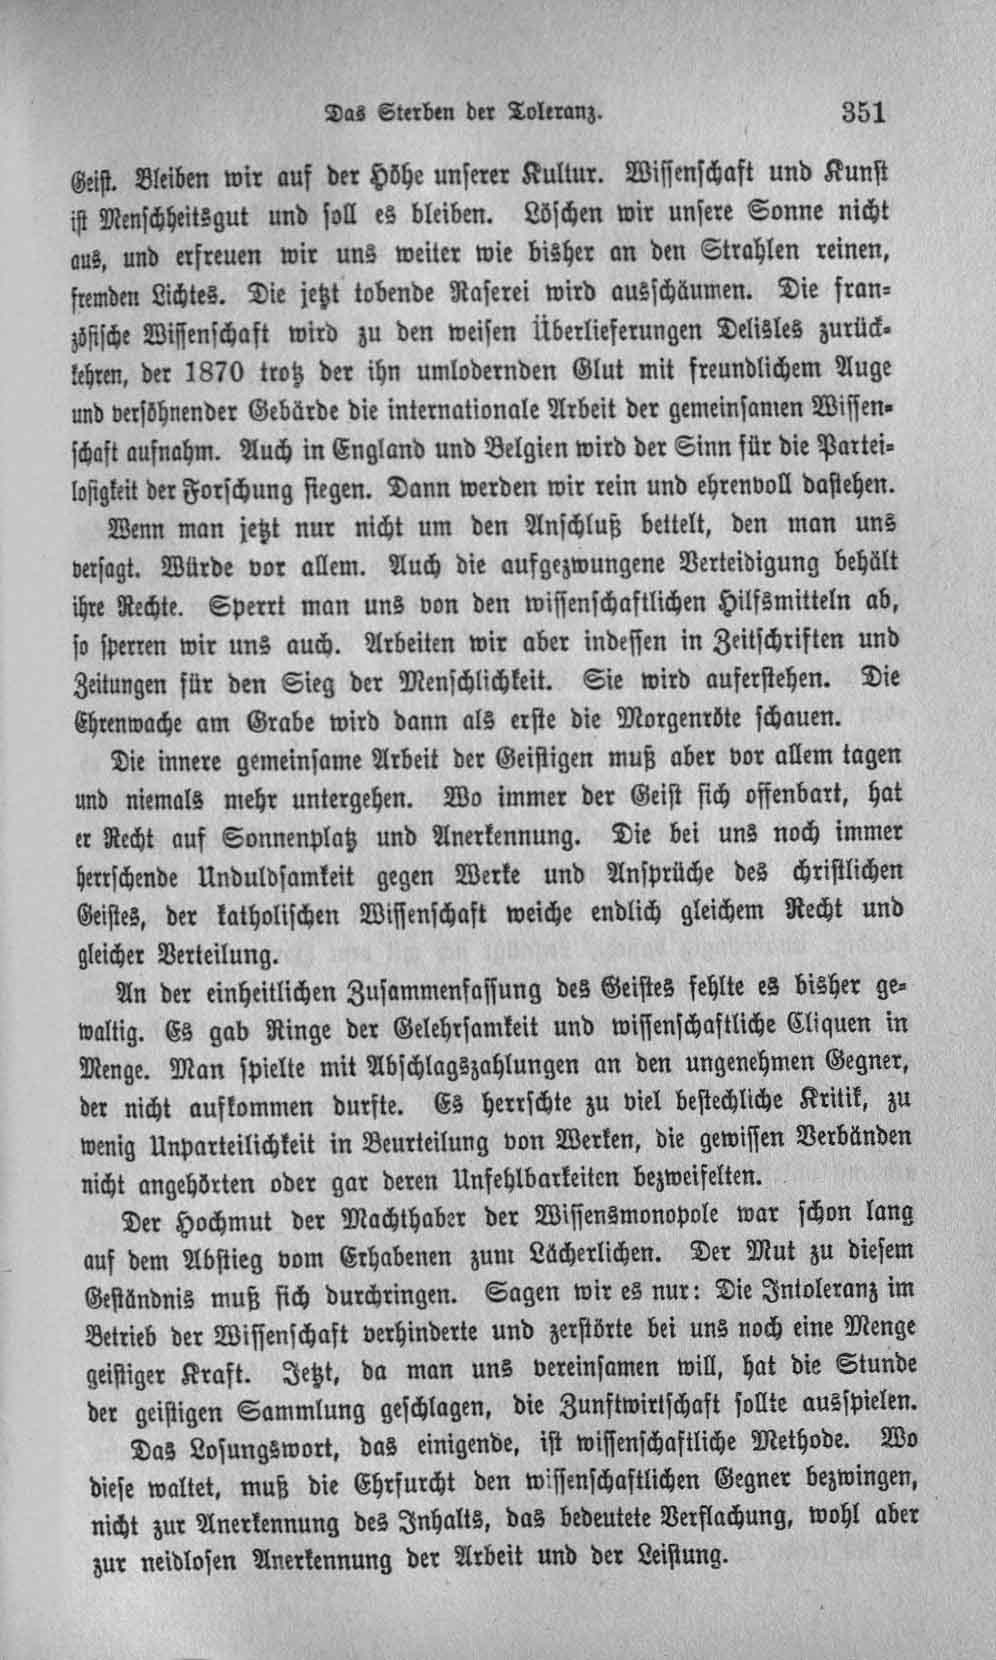 Das Sterben der Toleranz. 351
Geist. Bleiben wir auf der Höhe unserer Kultur. Wissenschaft und Kunst
ist Menschheitsgut und soll es bleiben. Löschen wir unsere Sonne nicht
aus, und erfreuen wir uns weiter wie bisher an den Strahlen reinen,
fremden Lichtes. Die jetzt tobende Raserei wird ausschäumen. Die fran-
zösische Wissenschaft wird zu den weisen Überlieferungen Delisles zurück-
kehren, der 1870 trotz der ihn umlodernden Glut mit freundlichem Auge
und versöhnender Gebärde die internationale Arbeit der gemeinsamen Wissen-
schaft aufnahm. Auch in England und Belgien wird der Sinn für die Partei-
losigkeit der Forschung siegen. Dann werden wir rein und ehrenvoll dastehen.
Wenn man jetzt nur nicht um den Anschluß bettelt, den man uns
versagt. Würde vor allem. Auch die aufgezwungene Verteidigung behält
ihre Rechte. Sperrt man uns von den wissenschaftlichen Hilfsmitteln ab,
so sperren wir uns auch. Arbeiten wir aber indessen in Zeitschriften und
Zeitungen für den Sieg der Menschlichkeit. Sie wird auferstehen. Die
Ehrenwache am Grabe wird dann als erste die Morgenröte schauen.
Die innere gemeinsame Arbeit der Geistigen muß aber vor allem tagen
und niemals mehr untergehen. Wo immer der Geist sich offenbart, hat
er Recht auf Sonnenplatz und Anerkennung. Die bei uns noch immer
herrschende Unduldsamkeit gegen Werke und Ansprüche des christlichen
Geistes, der katholischen Wissenschaft weiche endlich gleichem Recht und
gleicher Verteilung.
An der einheitlichen Zusammenfassung des Geistes fehlte es bisher ge-
waltig. Es gab Ringe der Gelehrsamkeit und wissenschaftliche Cliquen in
Menge. Man spielte mit Abschlagszahlungen an den ungenehmen Gegner,
der nicht aufkommen durfte. Es herrschte zu viel bestechliche Kritik, zu
wenig Unparteilichkeit in Beurteilung von Werken, die gewissen Verbänden
nicht angehörten oder gar deren Unfehlbarkeiten bezweifelten.
Der Hochmut der Machthaber der Wissensmonopole war schon lang
auf dem Abstieg vom Erhabenen zum Lächerlichen. Der Mut zu diesem
Geständnis muß sich durchringen. Sagen wir es nur: Die Intoleranz im
Betrieb der Wissenschaft verhinderte und zerstörte bei uns noch eine Menge
geistiger Kraft. Jetzt, da man uns vereinsamen will, hat die Stunde
der geistigen Sammlung geschlagen, die Zunftwirtschaft sollte ausspielen.
Das Losungswort, das einigende, ist wissenschaftliche Methode. Wo
diese waltet, muß die Ehrfurcht den wissenschaftlichen Gegner bezwingen,
nicht zur Anerkennung des Inhalts, das bedeutete Verflachung, wohl aber
zur neidlosen Anerkennung der Arbeit und der Leistung.